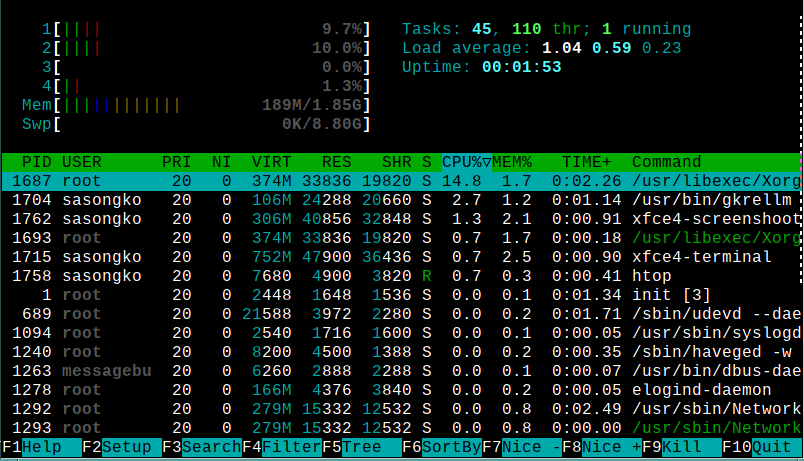 1[|||| 9.7%] Tasks: 45, 110 thr; 1 running
2[|||| 10.0%] Load average: 1.04 0.59 0.23
3[ 0.0%] Uptime: 00:01:53
4[|| 1.3%]
Mem[|||||||||||| 189M/1.85G]
Swp[ 0K/8.80G]
PID USER PRI NI VIRT RES SHR S CPU%▽MEM% TIME+ Command
1687 root 20 0 374M 33836 19820 S 14.8 1.7 0:02.26 /usr/libexec/Xorg
1704 sasongko 20 0 106M 24288 20660 S 2.7 1.2 0:01.14 /usr/bin/gkrellm
1762 sasongko 20 0 306M 40856 32848 S 1.3 2.1 0:00.91 xfce4-screenshoot
1693 root 20 0 374M 33836 19820 S 0.7 1.7 0:00.18 /usr/libexec/Xorg
1715 sasongko 20 0 752M 47900 36436 S 0.7 2.5 0:00.90 xfce4-terminal
1758 sasongko 20 0 7680 4900 3820 R 0.7 0.3 0:00.41 htop
1 root 20 0 2448 1648 1536 S 0.0 0.1 0:01.34 init [3]
689 root 20 0 21588 3972 2280 S 0.0 0.2 0:01.71 /sbin/udevd --dae
1094 root 20 0 2540 1716 1600 S 0.0 0.1 0:00.05 /usr/sbin/syslogd
1240 root 20 0 8200 4500 1388 S 0.0 0.2 0:00.35 /sbin/haveged -w
1263 messagebu 20 0 6260 2888 2288 S 0.0 0.1 0:00.07 /usr/bin/dbus-dae
1278 root 20 0 166M 4376 3840 S 0.0 0.2 0:00.05 elogind-daemon
1292 root 20 0 279M 15332 12532 S 0.0 0.8 0:02.49 /usr/sbin/Network
1293 root 20 0 279M 15332 12532 S 0.0 0.8 0:00.00 /usr/sbin/Network
F1Help F2Setup F3SearchF4FilterF5Tree F6SortByF7Nice -F8Nice +F9Kill F10Quit